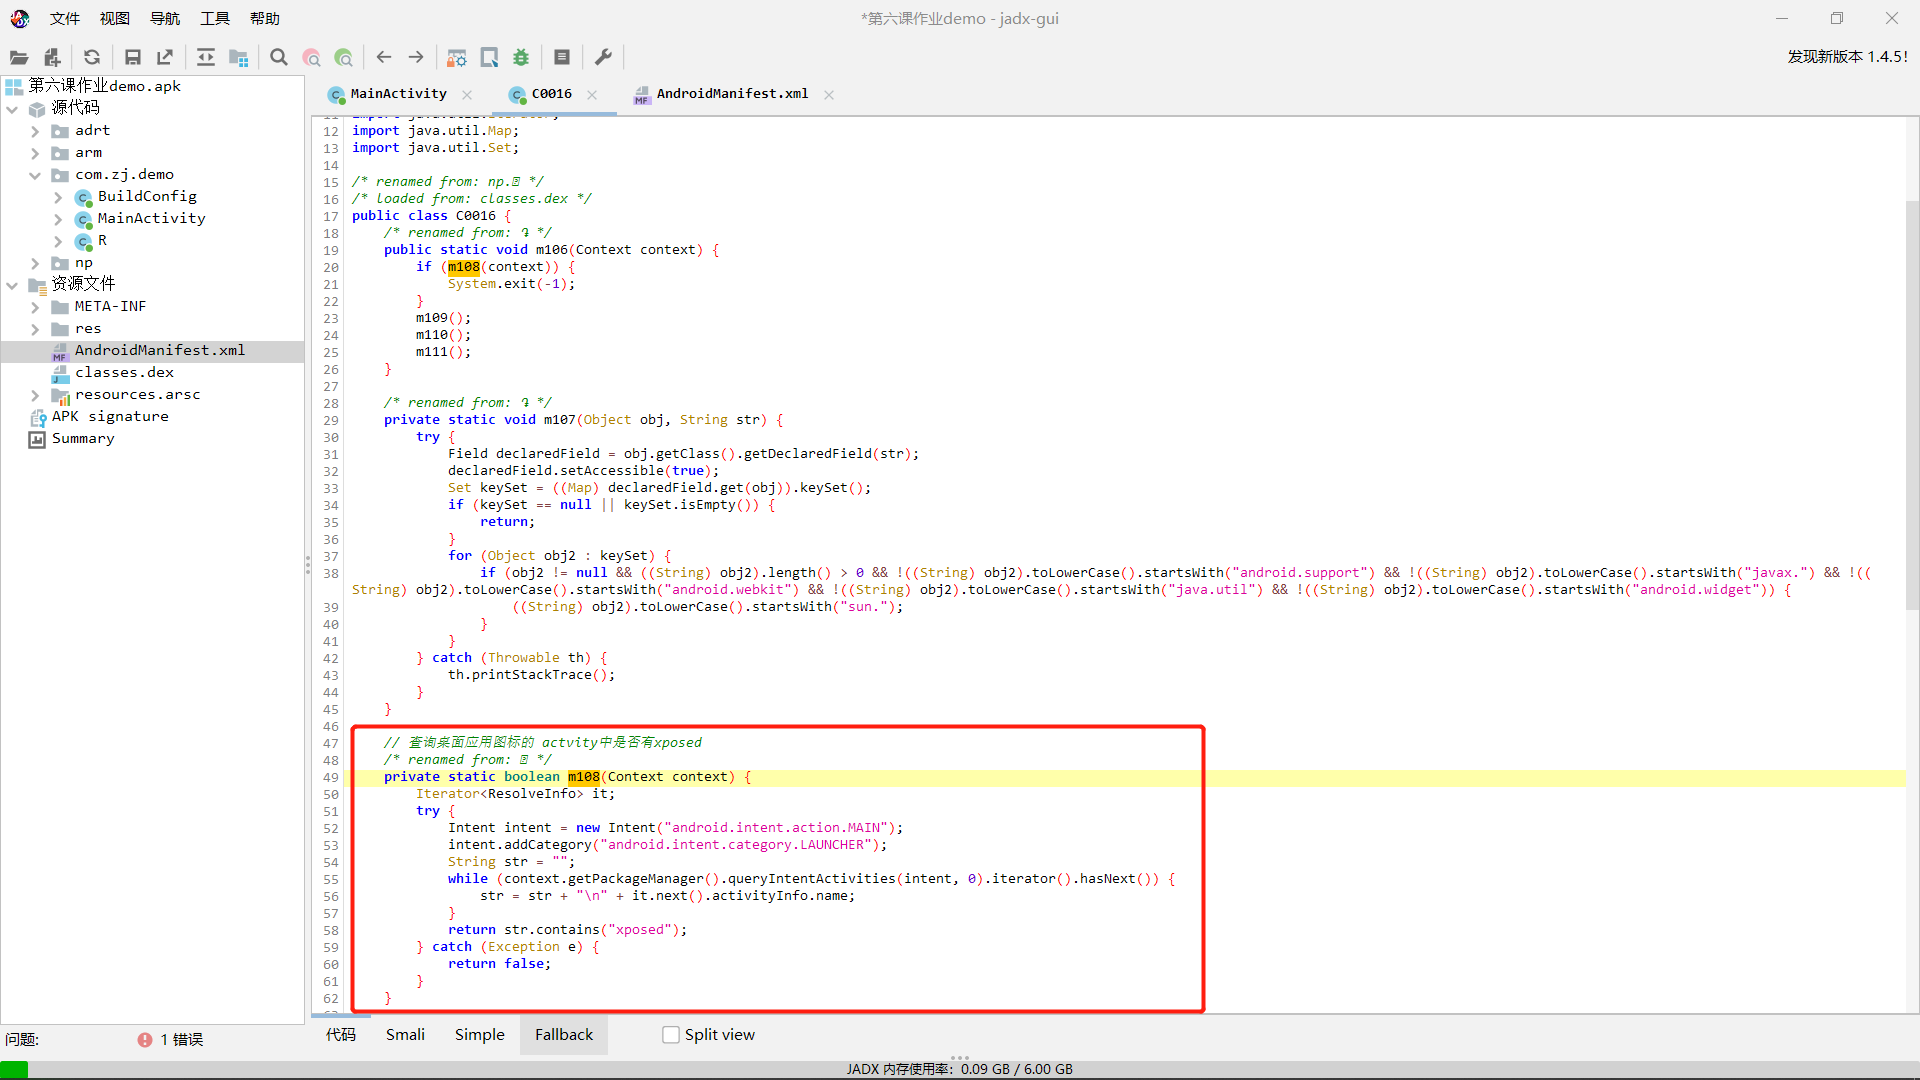 文件 视图 导航 工具 帮助
*第六课作业demo - jadx-gui
发现新版本 1.4.5!
第六课作业demo.apk
源代码
adrt
arm
com.zj.demo
BuildConfig
MainActivity
R
np
资源文件
META-INF
res
AndroidManifest.xml
classes.dex
resources.arsc
APK signature
Summary
问题: 1 错误
MainActivity C0016 AndroidManifest.xml
12 import java.util.Map;
13 import java.util.Set;
14
15 /* renamed from: np. */
16 /* loaded from: classes.dex */
17 public class C0016 {
18 /* renamed from: */
19 public static void m106(Context context) {
20 if (m108(context)) {
21 System.exit(-1);
22 }
23 m109();
24 m110();
25 m111();
26 }
27
28 /* renamed from: */
29 private static void m107(Object obj, String str) {
30 try {
31 Field declaredField = obj.getClass().getDeclaredField(str);
32 declaredField.setAccessible(true);
33 Set keySet = ((Map) declaredField.get(obj)).keySet();
34 if (keySet == null || keySet.isEmpty()) {
35 return;
36 }
37 for (Object obj2 : keySet) {
38 if (obj2 != null && ((String) obj2).length() > 0 && !((String) obj2).toLowerCase().startsWith("android.support") && !((String) obj2).toLowerCase().startsWith("javax.") && !((
String) obj2).toLowerCase().startsWith("android.webkit") && !((String) obj2).toLowerCase().startsWith("java.util") && !((String) obj2).toLowerCase().startsWith("android.widget")) {
39 ((String) obj2).toLowerCase().startsWith("sun.");
40 }
41 }
42 } catch (Throwable th) {
43 th.printStackTrace();
44 }
45 }
46
47 // 查询桌面应用图标的 actvity中是否有xposed
48 /* renamed from: */
49 private static boolean m108(Context context) {
50 Iterator<ResolveInfo> it;
51 try {
52 Intent intent = new Intent("android.intent.action.MAIN");
53 intent.addCategory("android.intent.category.LAUNCHER");
54 String str = "";
55 while (context.getPackageManager().queryIntentActivities(intent, 0).iterator().hasNext()) {
56 str = str + "\n" + it.next().activityInfo.name;
57 }
58 return str.contains("xposed");
59 } catch (Exception e) {
60 return false;
61 }
62 }
代码 Smali Simple Fallback Split view
JADX 内存使用率: 0.09 GB / 6.00 GB